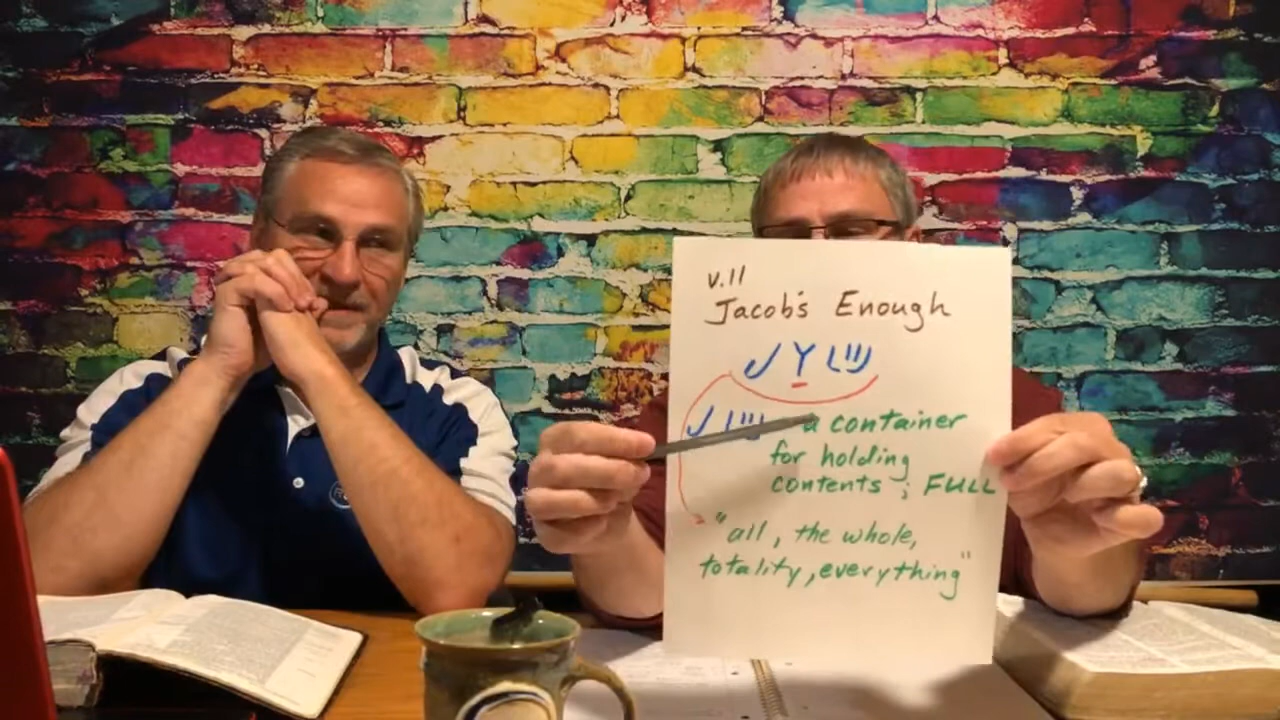 v.11
Jacob's Enough
a container
for holding
contents; FULL
"all, the whole,
totality, everything"